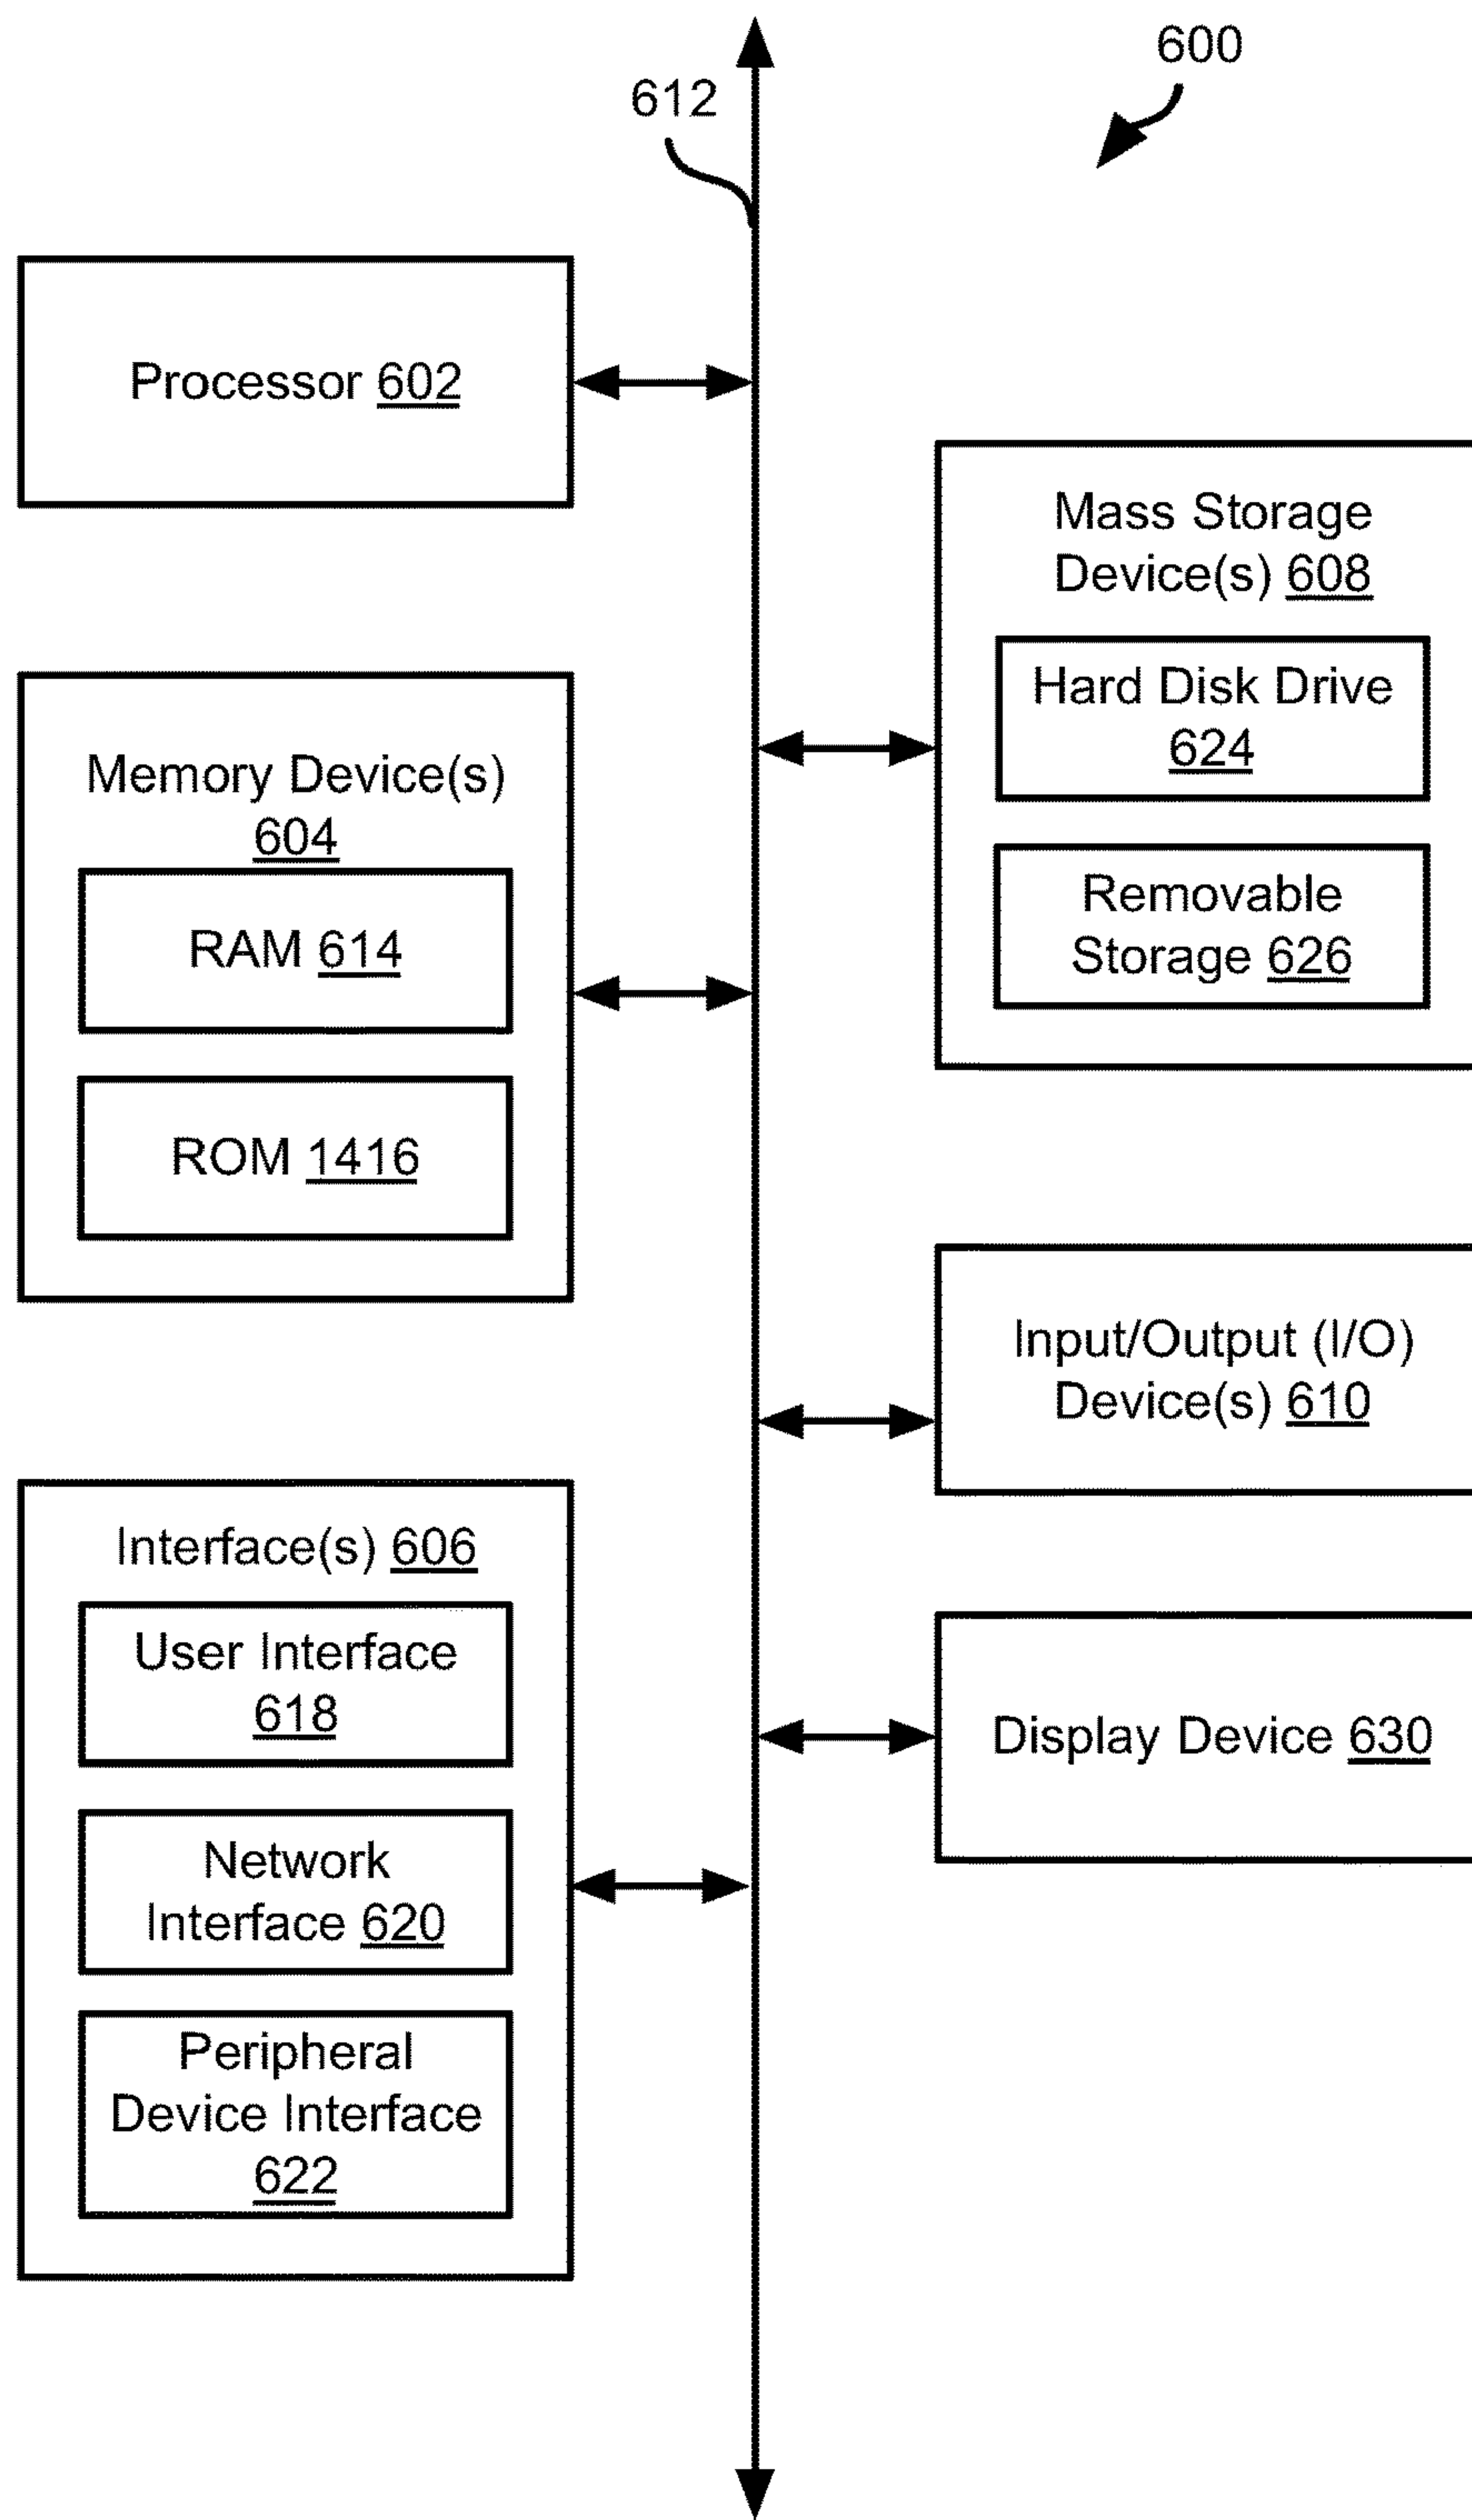 600
612
Processor 602
Mass Storage
Device(s) 608
Hard Disk Drive
624
Removable
Storage 626
Memory Device(s)
604
RAM 614
ROM 1416
Input/Output (I/O)
Device(s) 610
Interface(s) 606
User Interface
618
Network
Interface 620
Peripheral
Device Interface
622
Display Device 630